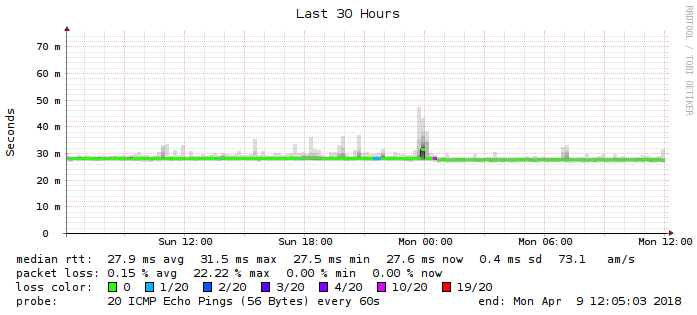 Last 30 Hours
RRDTOOL / TOBI OETIKER
Seconds
70 m
60 m
50 m
40 m
30 m
20 m
10 m
0
Sun 12:00 Sun 18:00 Mon 00:00 Mon 06:00 Mon 12:00
median rtt: 27.9 ms avg 31.5 ms max 27.5 ms min 27.6 ms now 0.4 ms sd 73.1 am/s
packet loss: 0.15 % avg 22.22 % max 0.00 % min 0.00 % now
loss color: 0 1/20 2/20 3/20 4/20 10/20 19/20
probe: 20 ICMP Echo Pings (56 Bytes) every 60s end: Mon Apr 9 12:05:03 2018